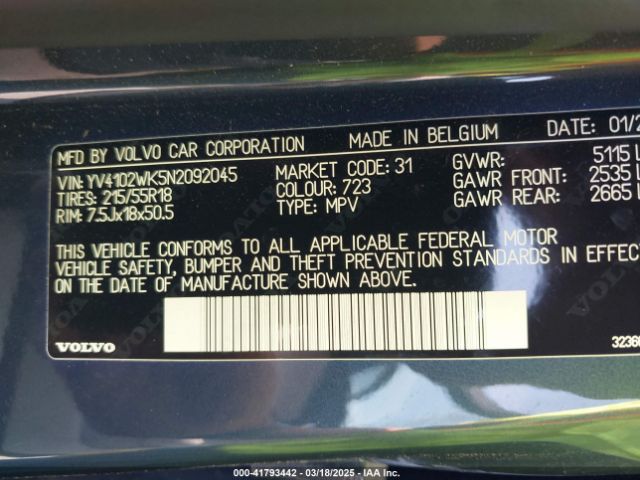 MFD BY VOLVO CAR CORPORATION MADE IN BELGIUM DATE: 01/2
VIN: YV4102WK5N2092045 MARKET CODE: 31 GVWR: 5115 L
TIRES: 215/55R18 COLOUR: 723 GAWR FRONT: 2535 L
RIM: 7.5Jx18x50.5 TYPE: MPV GAWR REAR: 2665 L
THIS VEHICLE CONFORMS TO ALL APPLICABLE FEDERAL MOTOR
VEHICLE SAFETY, BUMPER AND THEFT PREVENTION STANDARDS IN EFFEC
ON THE DATE OF MANUFACTURE SHOWN ABOVE.
VOLVO 3236
000-41793442 - 03/18/2025 - IAA Inc.